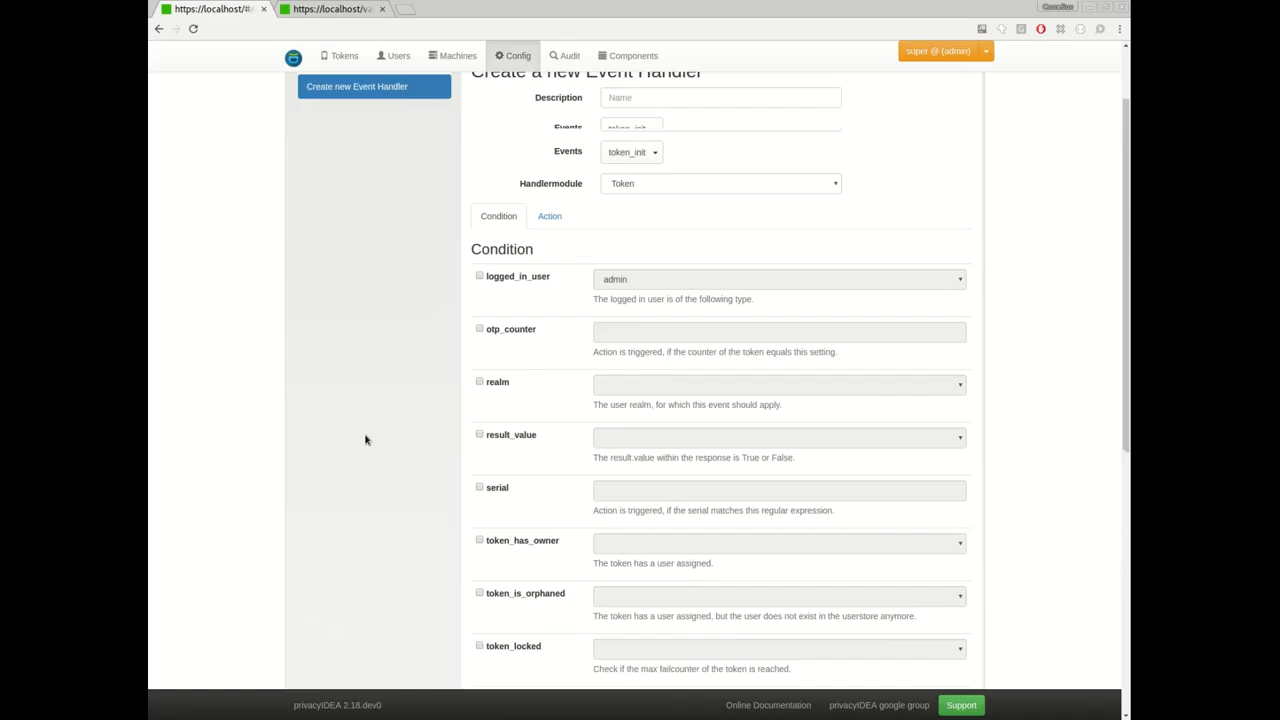 https://localhost/#/
https://localhost/va
Cornelius
Tokens Users Machines Config Audit Components
super @ (admin)
Create a new Event Handler
Create new Event Handler
Description Name
Events token_init
Events token_init
Handlermodule Token
Condition Action
Condition
logged_in_user admin
The logged in user is of the following type.
otp_counter
Action is triggered, if the counter of the token equals this setting.
realm
The user realm, for which this event should apply.
result_value
The result.value within the response is True or False.
serial
Action is triggered, if the serial matches this regular expression.
token_has_owner
The token has a user assigned.
token_is_orphaned
The token has a user assigned, but the user does not exist in the userstore anymore.
token_locked
Check if the max failcounter of the token is reached.
privacyIDEA 2.18.dev0
Online Documentation privacyIDEA google group Support